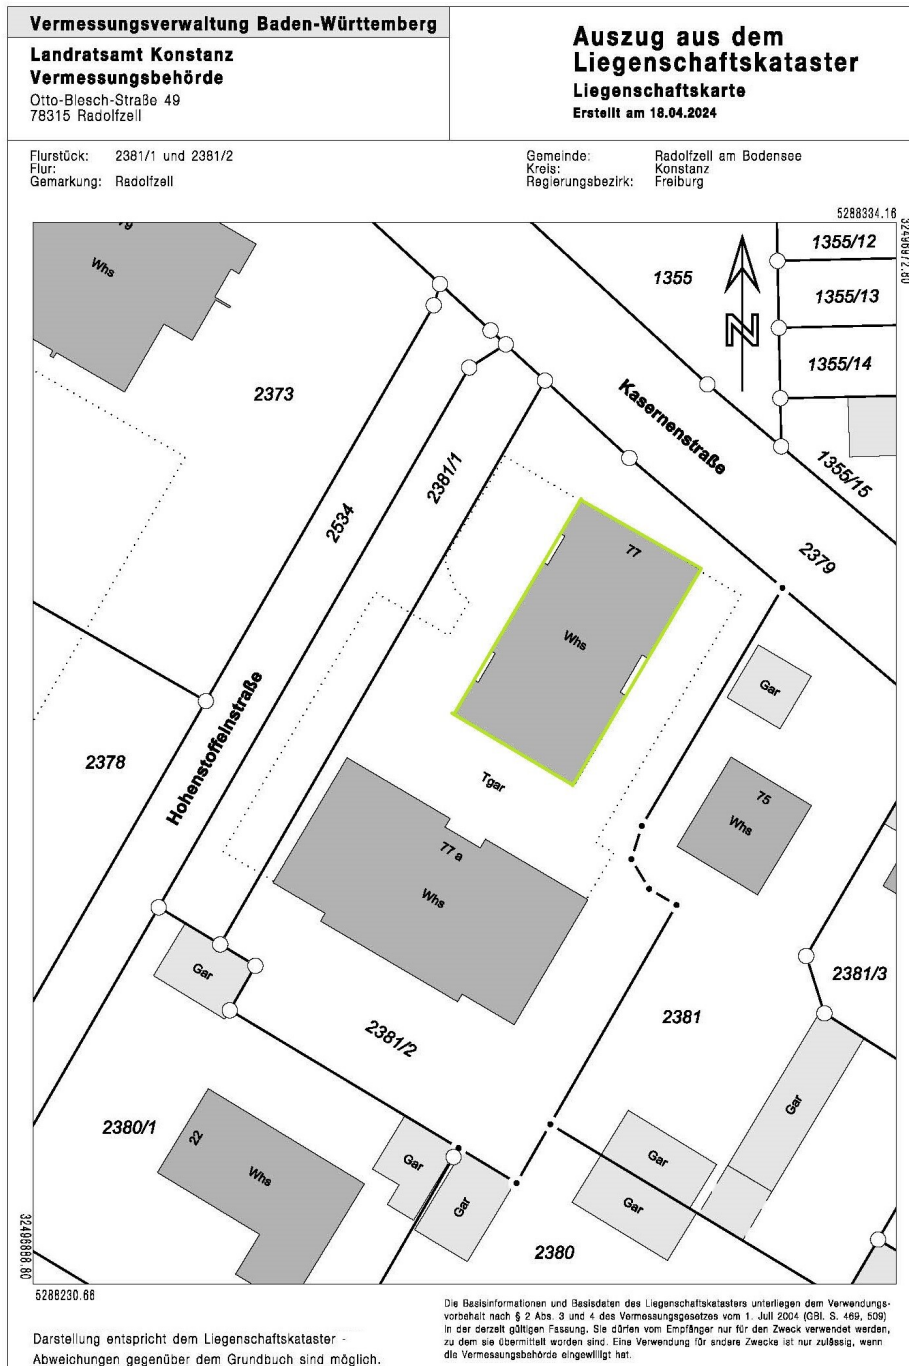 Vermessungsverwaltung Baden-Württemberg
Landratsamt Konstanz
Vermessungsbehörde
Otto-Blesch-Straße 49
78315 Radolfzell
Auszug aus dem
Liegenschaftskataster
Liegenschaftskarte
Erstellt am 18.04.2024
Flurstück: 2381/1 und 2381/2
Flur:
Gemarkung: Radolfzell
Gemeinde: Radolfzell am Bodensee
Kreis: Konstanz
Regierungsbezirk: Freiburg
5288334.16
32496972.80
79
Whs
1355
1355/12
1355/13
1355/14
1355/15
N
2373
Kasernenstraße
2381/1
2534
2379
77
Whs
Gar
Hohenstoffelnstraße
2378
Tgar
75
Whs
77 a
Whs
Gar
2381/3
2381
2381/2
Gar
2380/1
22
Whs
Gar
Gar
Gar
Gar
2380
32496888.80
5288230.66
Darstellung entspricht dem Liegenschaftskataster -
Abweichungen gegenüber dem Grundbuch sind möglich.
Die Basisinformationen und Basisdaten des Liegenschaftskatasters unterliegen dem Verwendungs-
vorbehalt nach § 2 Abs. 3 und 4 des Vermessungsgesetzes vom 1. Juli 2004 (GBl. S. 469, 509)
in der derzeit gültigen Fassung. Sie dürfen vom Empfänger nur für den Zweck verwendet werden,
zu dem sie übermittelt worden sind. Eine Verwendung für andere Zwecke ist nur zulässig, wenn
die Vermessungsbehörde eingewilligt hat.